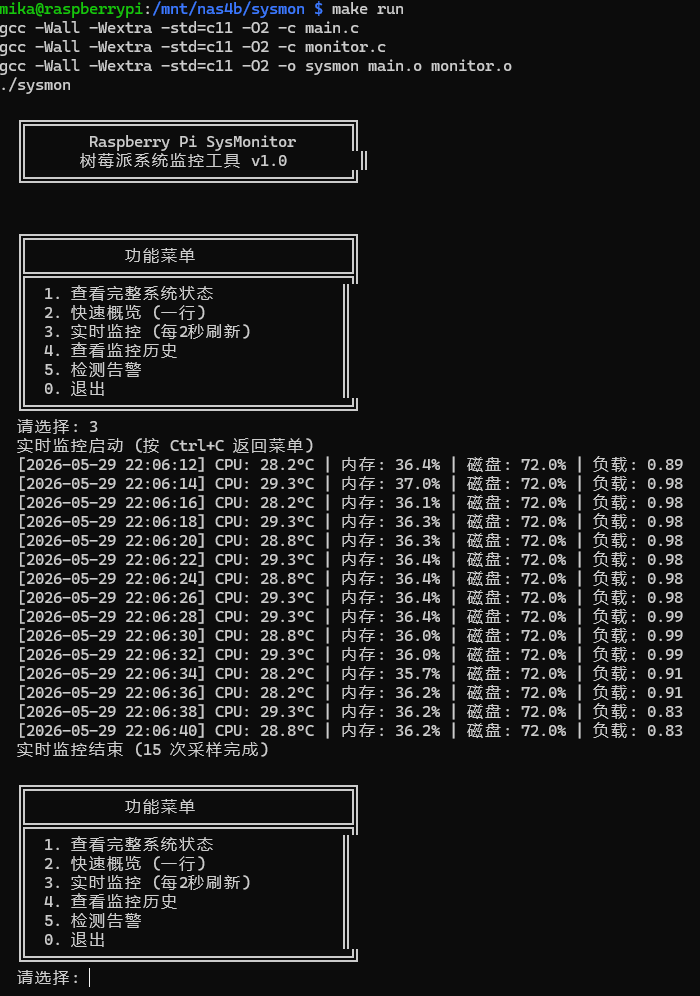 mika@raspberrypi:/mnt/nas4b/sysmon $ make run
gcc -Wall -Wextra -std=c11 -O2 -c main.c
gcc -Wall -Wextra -std=c11 -O2 -c monitor.c
gcc -Wall -Wextra -std=c11 -O2 -o sysmon main.o monitor.o
./sysmon
Raspberry Pi SysMonitor
树莓派系统监控工具 v1.0
功能菜单
1. 查看完整系统状态
2. 快速概览 (一行)
3. 实时监控 (每2秒刷新)
4. 查看监控历史
5. 检测告警
0. 退出
请选择: 3
实时监控启动 (按 Ctrl+C 返回菜单)
[2026-05-29 22:06:12] CPU: 28.2°C | 内存: 36.4% | 磁盘: 72.0% | 负载: 0.89
[2026-05-29 22:06:14] CPU: 29.3°C | 内存: 37.0% | 磁盘: 72.0% | 负载: 0.98
[2026-05-29 22:06:16] CPU: 28.2°C | 内存: 36.1% | 磁盘: 72.0% | 负载: 0.98
[2026-05-29 22:06:18] CPU: 29.3°C | 内存: 36.3% | 磁盘: 72.0% | 负载: 0.98
[2026-05-29 22:06:20] CPU: 28.8°C | 内存: 36.3% | 磁盘: 72.0% | 负载: 0.98
[2026-05-29 22:06:22] CPU: 29.3°C | 内存: 36.4% | 磁盘: 72.0% | 负载: 0.98
[2026-05-29 22:06:24] CPU: 28.8°C | 内存: 36.4% | 磁盘: 72.0% | 负载: 0.98
[2026-05-29 22:06:26] CPU: 29.3°C | 内存: 36.4% | 磁盘: 72.0% | 负载: 0.98
[2026-05-29 22:06:28] CPU: 29.3°C | 内存: 36.4% | 磁盘: 72.0% | 负载: 0.99
[2026-05-29 22:06:30] CPU: 28.8°C | 内存: 36.0% | 磁盘: 72.0% | 负载: 0.99
[2026-05-29 22:06:32] CPU: 29.3°C | 内存: 36.0% | 磁盘: 72.0% | 负载: 0.99
[2026-05-29 22:06:34] CPU: 28.2°C | 内存: 35.7% | 磁盘: 72.0% | 负载: 0.91
[2026-05-29 22:06:36] CPU: 28.2°C | 内存: 36.2% | 磁盘: 72.0% | 负载: 0.91
[2026-05-29 22:06:38] CPU: 29.3°C | 内存: 36.2% | 磁盘: 72.0% | 负载: 0.83
[2026-05-29 22:06:40] CPU: 28.8°C | 内存: 36.2% | 磁盘: 72.0% | 负载: 0.83
实时监控结束 (15 次采样完成)
功能菜单
1. 查看完整系统状态
2. 快速概览 (一行)
3. 实时监控 (每2秒刷新)
4. 查看监控历史
5. 检测告警
0. 退出
请选择: